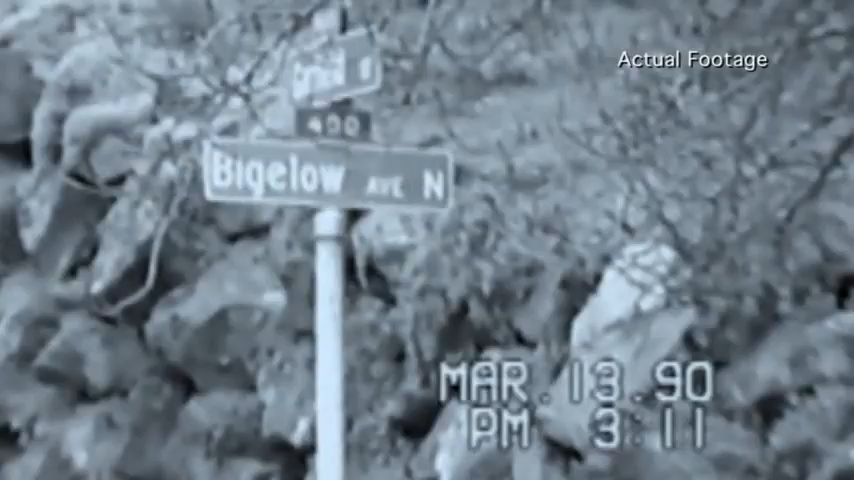 Actual Footage
400
Bigelow AVE N
MAR. 13. 90
PM 3:11